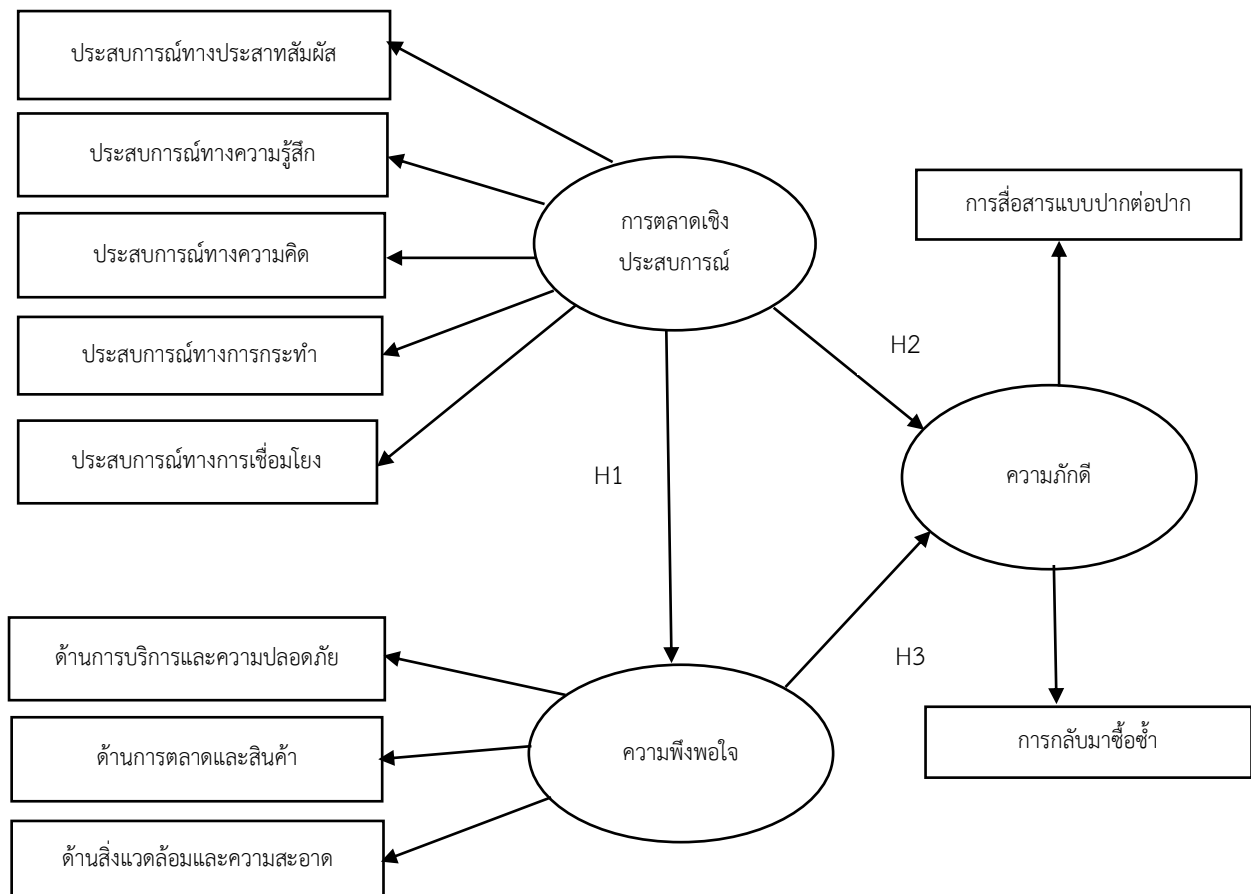 ประสบการณ์ทางประสาทสัมผัส
ประสบการณ์ทางความรู้สึก
ประสบการณ์ทางความคิด
ประสบการณ์ทางการกระทำ
ประสบการณ์ทางการเชื่อมโยง
การตลาดเชิง
ประสบการณ์
การสื่อสารแบบปากต่อปาก
H2
H1
ความภักดี
H3
ด้านการบริการและความปลอดภัย
ด้านการตลาดและสินค้า
ด้านสิ่งแวดล้อมและความสะอาด
ความพึงพอใจ
การกลับมาซื้อซ้ำ